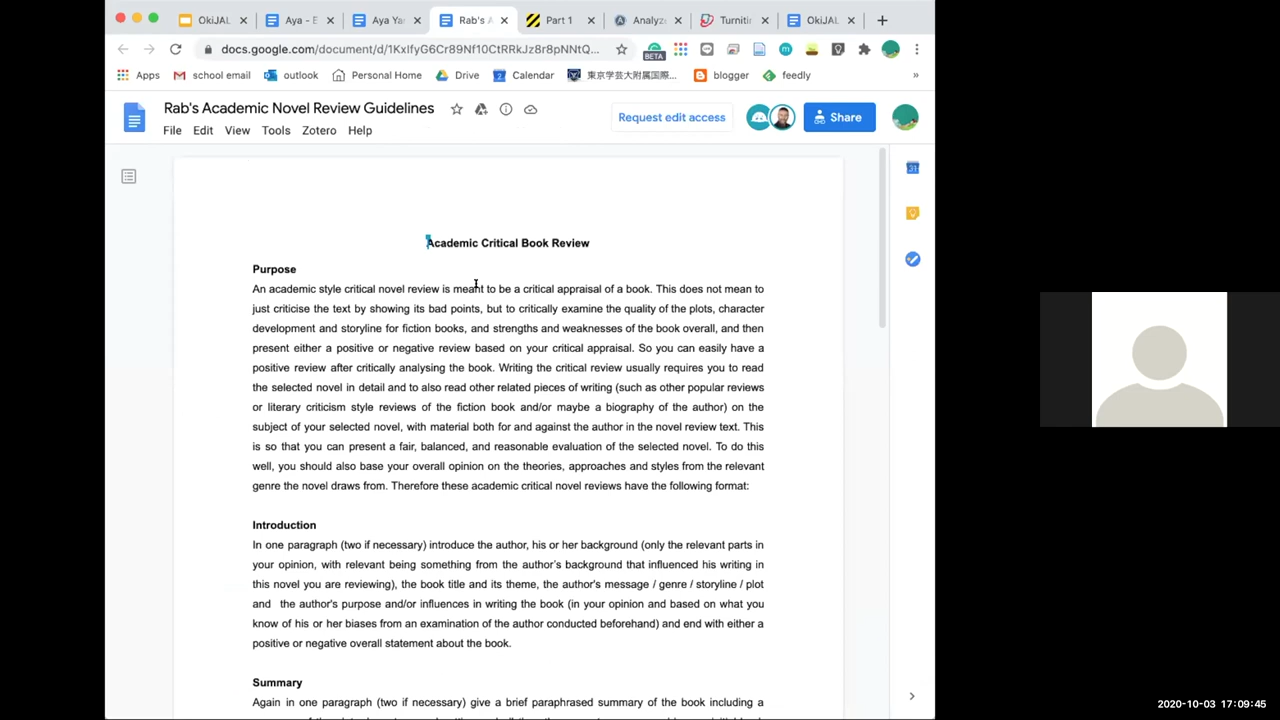 OkiJAL
Aya - E
Aya Ya
Rab's A
Part 1
Analyz
Turniti
OkiJAL
docs.google.com/document/d/1KxIfyG6Cr89Nf10CtRRkJz8r8pNNtQ...
BETA
Apps
school email
outlook
Personal Home
Drive
Calendar
東京学芸大附属国際...
blogger
feedly
»
Rab's Academic Novel Review Guidelines
Request edit access
Share
File Edit View Tools Zotero Help
31
Academic Critical Book Review
Purpose
An academic style critical novel review is meant to be a critical appraisal of a book. This does not mean to
just criticise the text by showing its bad points, but to critically examine the quality of the plots, character
development and storyline for fiction books, and strengths and weaknesses of the book overall, and then
present either a positive or negative review based on your critical appraisal. So you can easily have a
positive review after critically analysing the book. Writing the critical review usually requires you to read
the selected novel in detail and to also read other related pieces of writing (such as other popular reviews
or literary criticism style reviews of the fiction book and/or maybe a biography of the author) on the
subject of your selected novel, with material both for and against the author in the novel review text. This
is so that you can present a fair, balanced, and reasonable evaluation of the selected novel. To do this
well, you should also base your overall opinion on the theories, approaches and styles from the relevant
genre the novel draws from. Therefore these academic critical novel reviews have the following format:
Introduction
In one paragraph (two if necessary) introduce the author, his or her background (only the relevant parts in
your opinion, with relevant being something from the author's background that influenced his writing in
this novel you are reviewing), the book title and its theme, the author's message / genre / storyline / plot
and the author's purpose and/or influences in writing the book (in your opinion and based on what you
know of his or her biases from an examination of the author conducted beforehand) and end with either a
positive or negative overall statement about the book.
Summary
Again in one paragraph (two if necessary) give a brief paraphrased summary of the book including a
2020-10-03 17:09:45